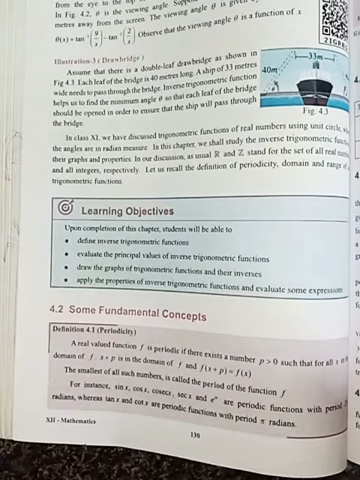 from the eye to the top
In Fig 4.2, θ is the viewing angle
metres away from the screen. The viewing angle θ is given
θ(x) = tan⁻¹(9/x) − tan⁻¹(2/x). Observe that the viewing angle θ is a function of x
Illustration-3 (Drawbridge)
Assume that there is a double-leaf drawbridge as shown in
Fig 4.3 Each leaf of the bridge is 40 metres long. A ship of 33 metres
wide needs to pass through the bridge. Inverse trigonometric function
helps us to find the minimum angle θ so that each leaf of the bridge
should be opened in order to ensure that the ship will pass through
the bridge.
40m
33m
Fig. 4.3
In class XI, we have discussed trigonometric functions of real numbers using unit circle,
the angles are in radian measure. In this chapter, we shall study the inverse trigonometric
their graphs and properties. In our discussion, as usual ℝ and ℤ stand for the set of all real
and all integers, respectively. Let us recall the definition of periodicity, domain and range of
trigonometric functions.
Learning Objectives
Upon completion of this chapter, students will be able to
• define inverse trigonometric functions
• evaluate the principal values of inverse trigonometric functions
• draw the graphs of trigonometric functions and their inverses
• apply the properties of inverse trigonometric functions and evaluate some expressions
4.2 Some Fundamental Concepts
Definition 4.1 (Periodicity)
A real valued function f is periodic if there exists a number p > 0 such that for all x in
domain of f, x+p is in the domain of f and f(x+p) = f(x)
The smallest of all such numbers, is called the period of the function f
For instance, sin x, cos x, cosec x, sec x and are periodic functions with period
radians, whereas tan x and cot x are periodic functions with period π radians.
XII - Mathematics
130